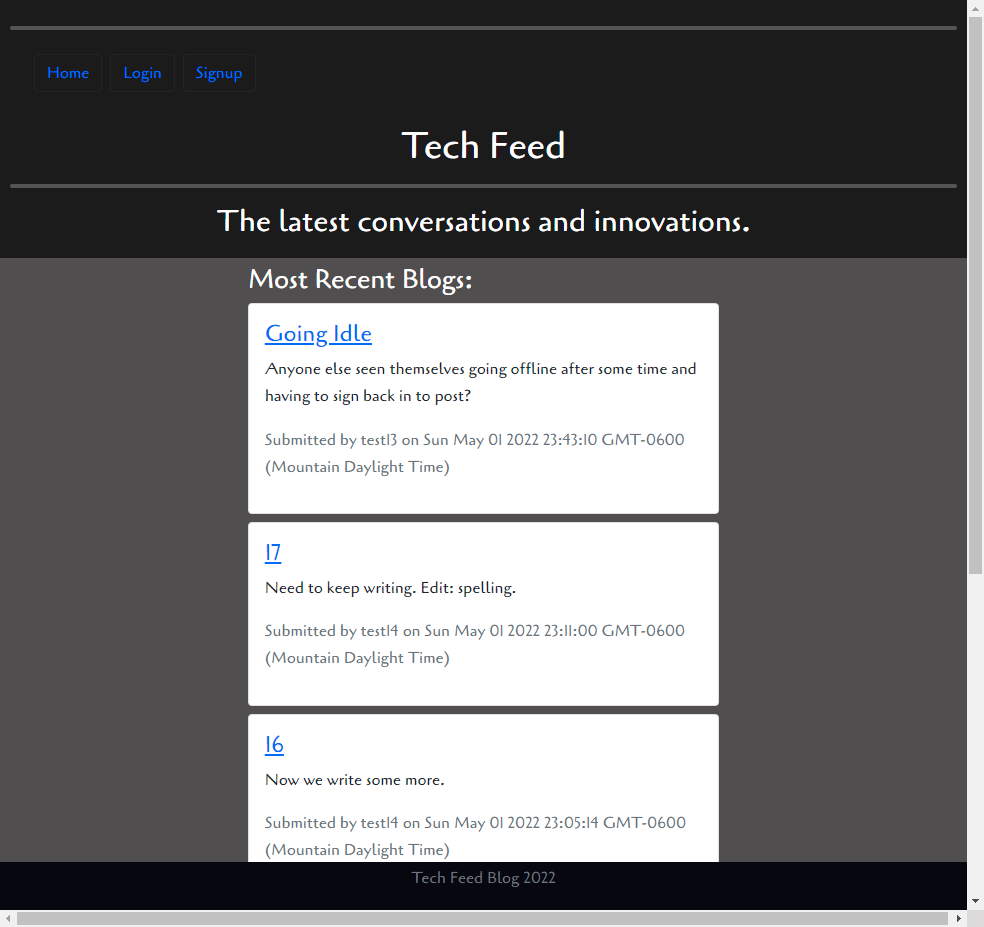 Home Login Signup
Tech Feed
The latest conversations and innovations.
Most Recent Blogs:
Going Idle
Anyone else seen themselves going offline after some time and
having to sign back in to post?
Submitted by test13 on Sun May 01 2022 23:43:10 GMT-0600
(Mountain Daylight Time)
17
Need to keep writing. Edit: spelling.
Submitted by test14 on Sun May 01 2022 23:11:00 GMT-0600
(Mountain Daylight Time)
16
Now we write some more.
Submitted by test14 on Sun May 01 2022 23:05:14 GMT-0600
(Mountain Daylight Time)
Tech Feed Blog 2022